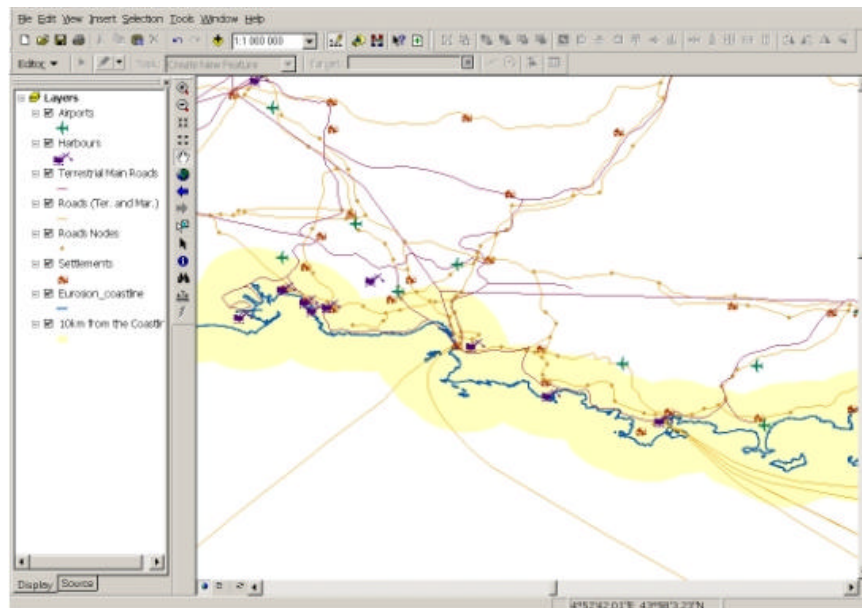 File Edit View Insert Selection Tools Window Help
1:1 000 000
Editor Task: Create New Feature Target:
Layers
Airports
Harbours
Terrestrial Main Roads
Roads (Ter. and Mar.)
Roads Nodes
Settlements
Eurosion_coastline
10km from the Coastlin
Display Source